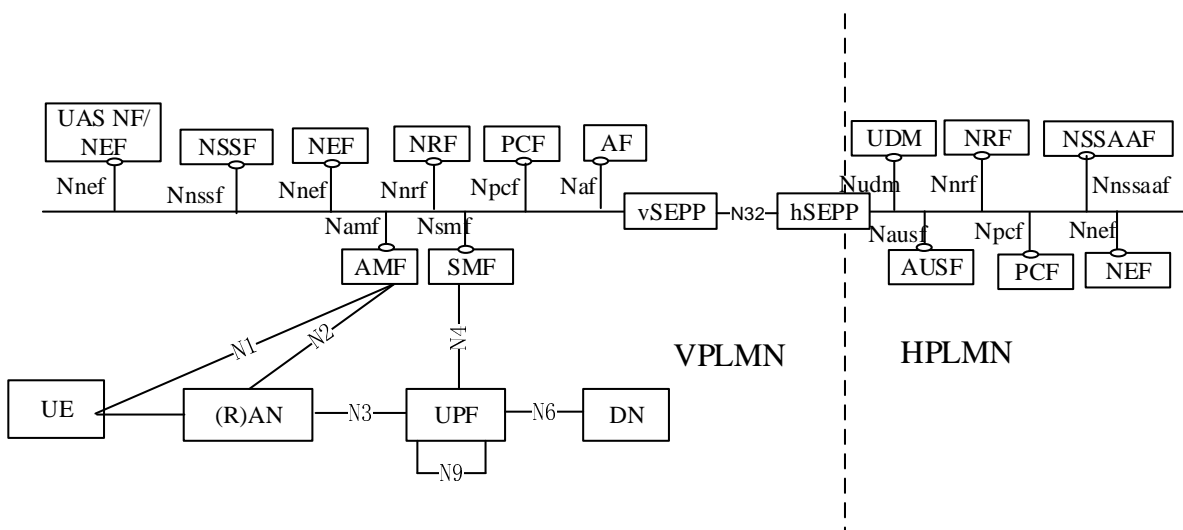 UAS NF/
NEF
NSSF
NEF
NRF
PCF
AF
UDM
NRF
NSSAAF
Nnef
Nnssf
Nnef
Nnrf
Npcf
Naf
Nudm
Nnrf
Nnssaaf
vSEPP
N32
hSEPP
Namf
Nsmf
Nausf
Npcf
Nnef
AMF
SMF
AUSF
PCF
NEF
N1
N2
N4
VPLMN
HPLMN
UE
(R)AN
N3
UPF
N6
DN
N9